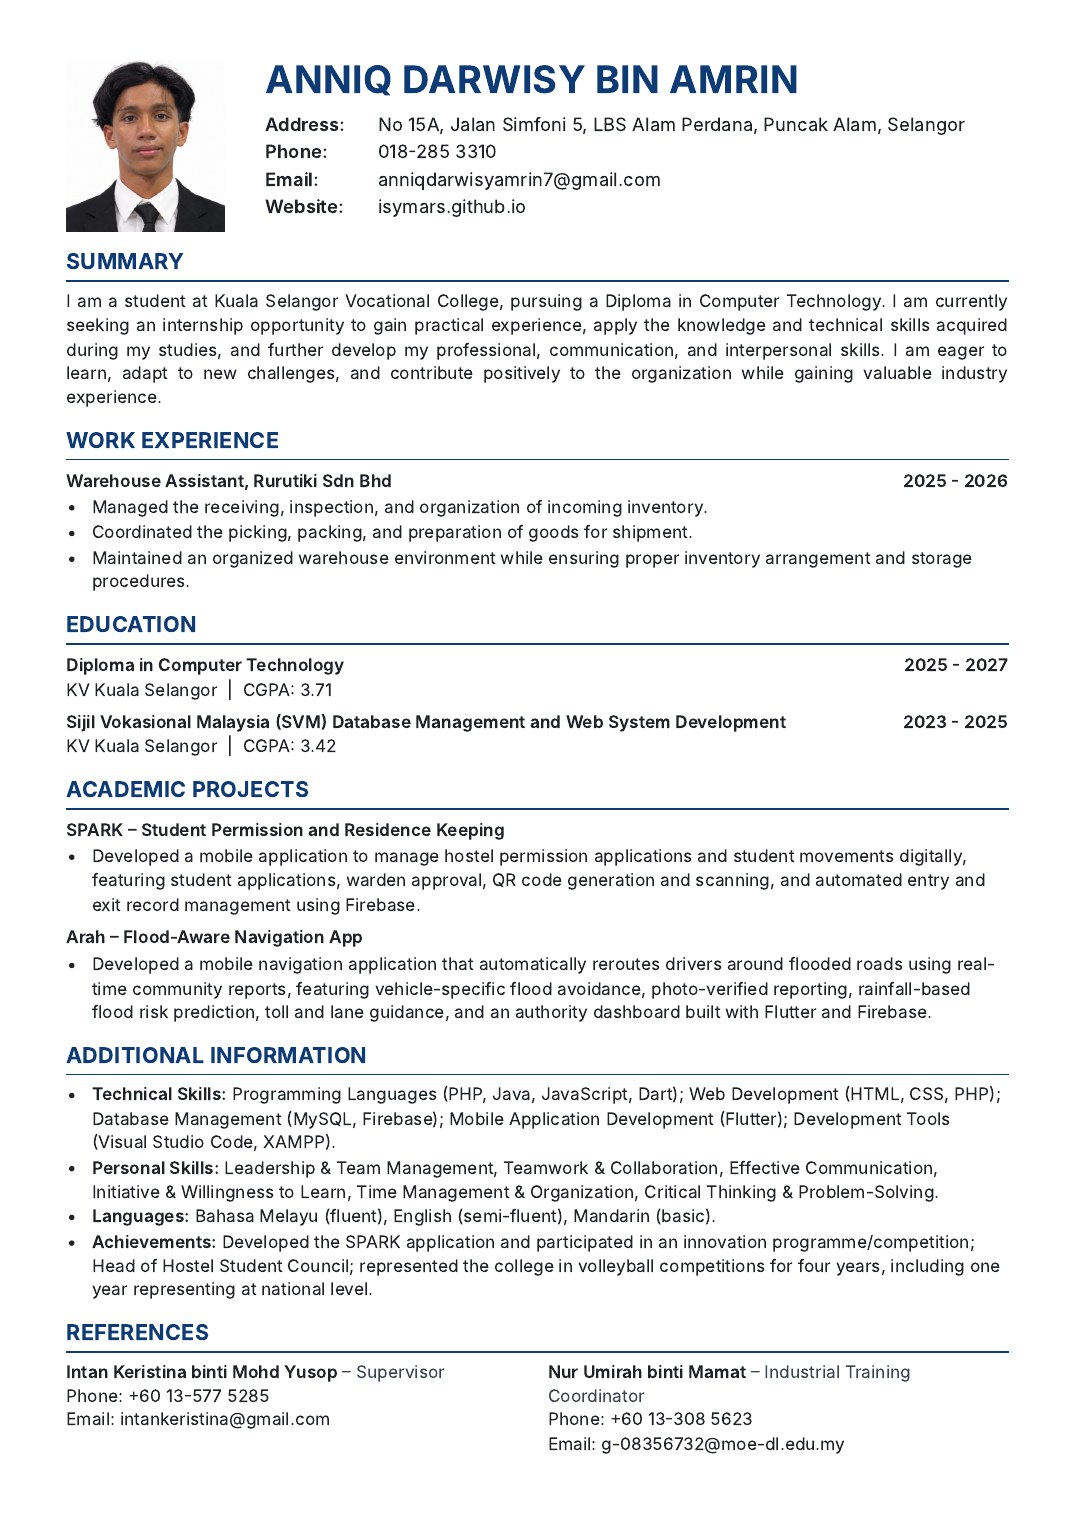 ANNIQ DARWISY BIN AMRIN
Address: No 15A, Jalan Simfoni 5, LBS Alam Perdana, Puncak Alam, Selangor
Phone: 018-285 3310
Email: anniqdarwisyamrin7@gmail.com
Website: isymars.github.io
SUMMARY
I am a student at Kuala Selangor Vocational College, pursuing a Diploma in Computer Technology. I am currently
seeking an internship opportunity to gain practical experience, apply the knowledge and technical skills acquired
during my studies, and further develop my professional, communication, and interpersonal skills. I am eager to
learn, adapt to new challenges, and contribute positively to the organization while gaining valuable industry
experience.
WORK EXPERIENCE
Warehouse Assistant, Rurutiki Sdn Bhd 2025 - 2026
• Managed the receiving, inspection, and organization of incoming inventory.
• Coordinated the picking, packing, and preparation of goods for shipment.
• Maintained an organized warehouse environment while ensuring proper inventory arrangement and storage
procedures.
EDUCATION
Diploma in Computer Technology 2025 - 2027
KV Kuala Selangor | CGPA: 3.71
Sijil Vokasional Malaysia (SVM) Database Management and Web System Development 2023 - 2025
KV Kuala Selangor | CGPA: 3.42
ACADEMIC PROJECTS
SPARK – Student Permission and Residence Keeping
• Developed a mobile application to manage hostel permission applications and student movements digitally,
featuring student applications, warden approval, QR code generation and scanning, and automated entry and
exit record management using Firebase.
Arah – Flood-Aware Navigation App
• Developed a mobile navigation application that automatically reroutes drivers around flooded roads using real-
time community reports, featuring vehicle-specific flood avoidance, photo-verified reporting, rainfall-based
flood risk prediction, toll and lane guidance, and an authority dashboard built with Flutter and Firebase.
ADDITIONAL INFORMATION
• Technical Skills: Programming Languages (PHP, Java, JavaScript, Dart); Web Development (HTML, CSS, PHP);
Database Management (MySQL, Firebase); Mobile Application Development (Flutter); Development Tools
(Visual Studio Code, XAMPP).
• Personal Skills: Leadership & Team Management, Teamwork & Collaboration, Effective Communication,
Initiative & Willingness to Learn, Time Management & Organization, Critical Thinking & Problem-Solving.
• Languages: Bahasa Melayu (fluent), English (semi-fluent), Mandarin (basic).
• Achievements: Developed the SPARK application and participated in an innovation programme/competition;
Head of Hostel Student Council; represented the college in volleyball competitions for four years, including one
year representing at national level.
REFERENCES
Intan Keristina binti Mohd Yusop – Supervisor
Phone: +60 13-577 5285
Email: intankeristina@gmail.com
Nur Umirah binti Mamat – Industrial Training
Coordinator
Phone: +60 13-308 5623
Email: g-08356732@moe-dl.edu.my